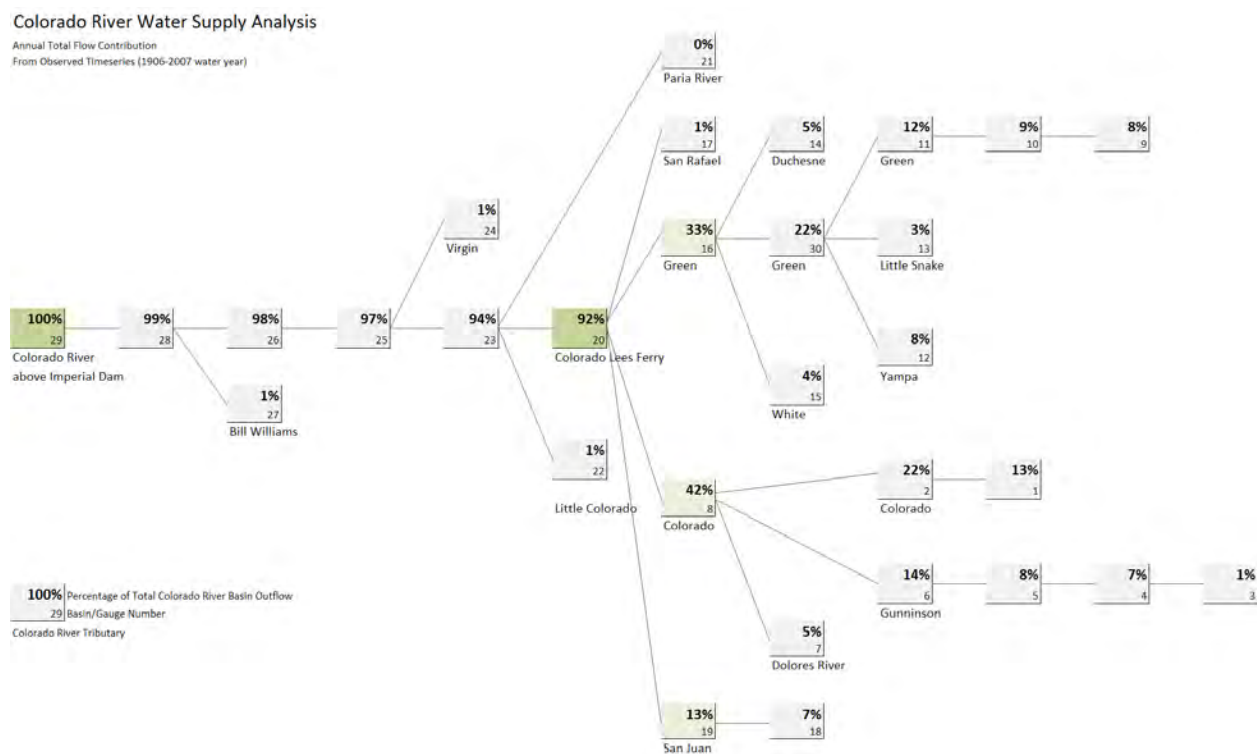 Colorado River Water Supply Analysis
Annual Total Flow Contribution
From Observed Timeseries (1906-2007 water year)
0%
21
Paria River
1%
17
San Rafael
5%
14
Duchesne
12%
11
Green
9%
10
8%
9
1%
24
Virgin
33%
16
Green
22%
30
Green
3%
13
Little Snake
100%
29
Colorado River
above Imperial Dam
99%
28
98%
26
97%
25
94%
23
92%
20
Colorado Lees Ferry
8%
12
Yampa
1%
27
Bill Williams
4%
15
White
1%
22
Little Colorado
42%
8
Colorado
22%
2
Colorado
13%
1
14%
6
Gunninson
8%
5
7%
4
1%
3
100% Percentage of Total Colorado River Basin Outflow
29 Basin/Gauge Number
Colorado River Tributary
5%
7
Dolores River
13%
19
San Juan
7%
18